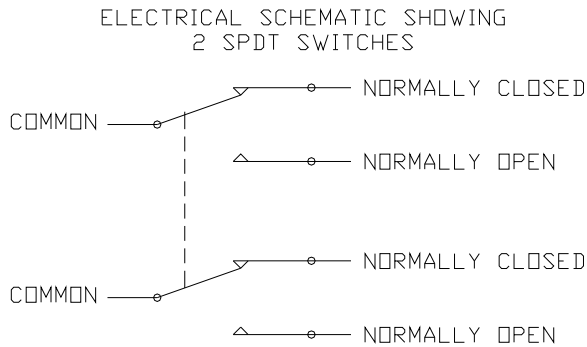 ELECTRICAL SCHEMATIC SHOWING
2 SPDT SWITCHES
NORMALLY CLOSED
COMMON
NORMALLY OPEN
NORMALLY CLOSED
COMMON
NORMALLY OPEN